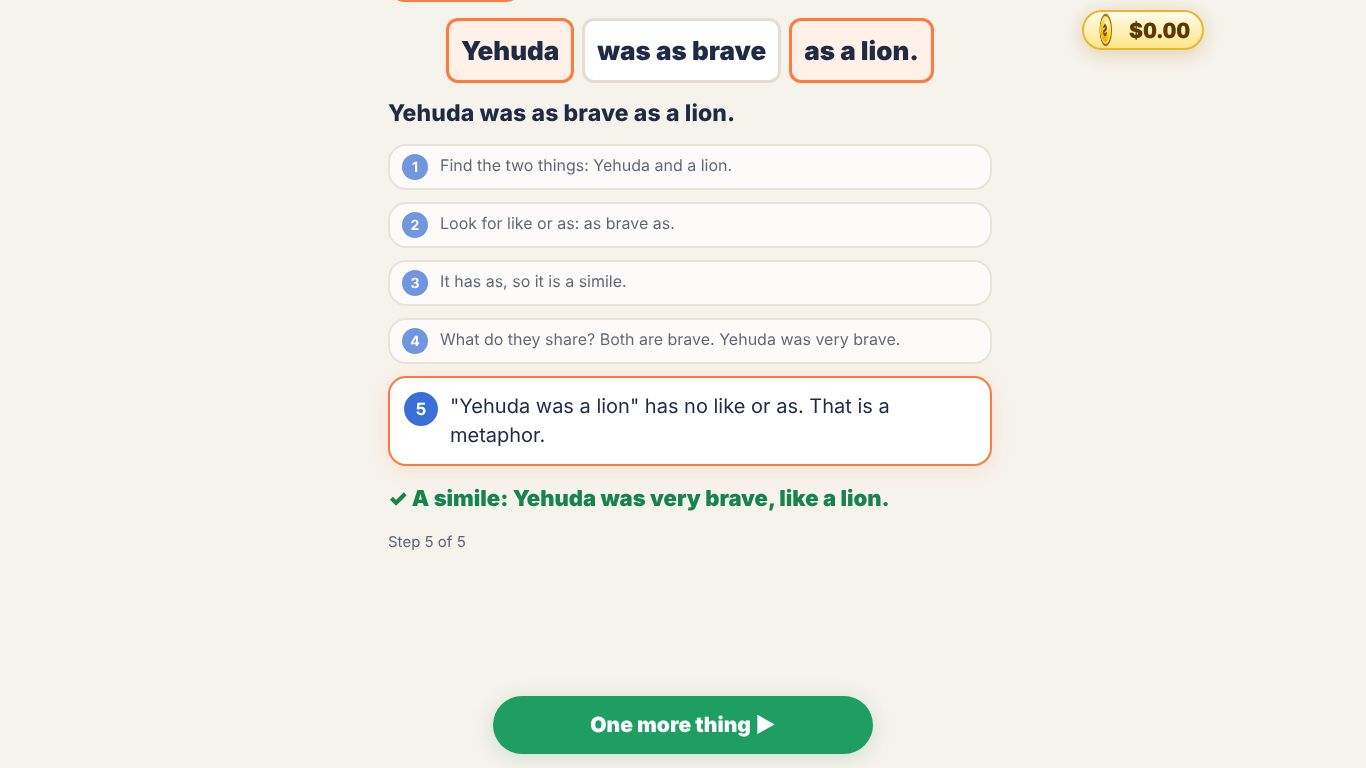 Yehuda was as brave as a lion.
$0.00
Yehuda was as brave as a lion.
1 Find the two things: Yehuda and a lion.
2 Look for like or as: as brave as.
3 It has as, so it is a simile.
4 What do they share? Both are brave. Yehuda was very brave.
5 "Yehuda was a lion" has no like or as. That is a
metaphor.
✓ A simile: Yehuda was very brave, like a lion.
Step 5 of 5
One more thing ▶